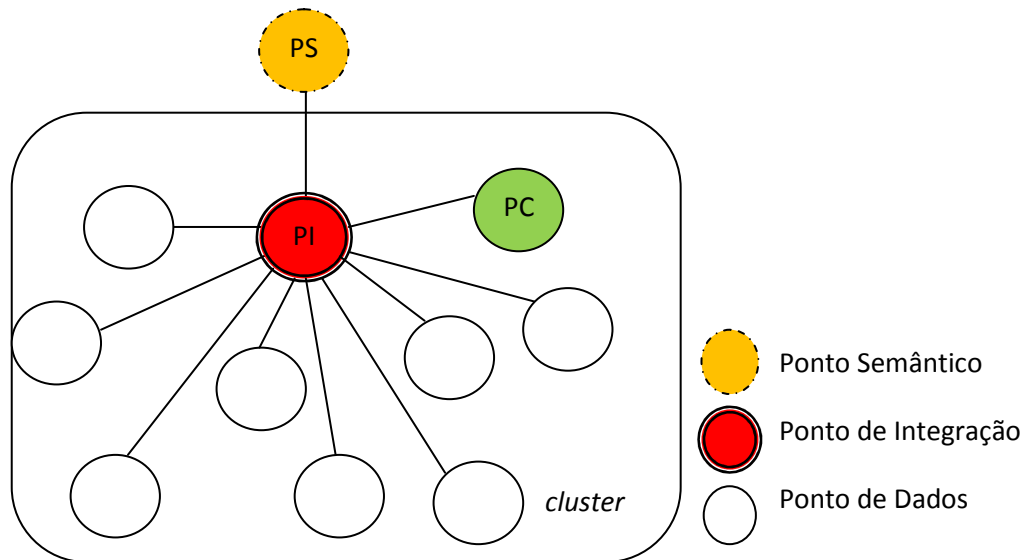 PS
PC
PI
Ponto Semântico
Ponto de Integração
Ponto de Dados
cluster